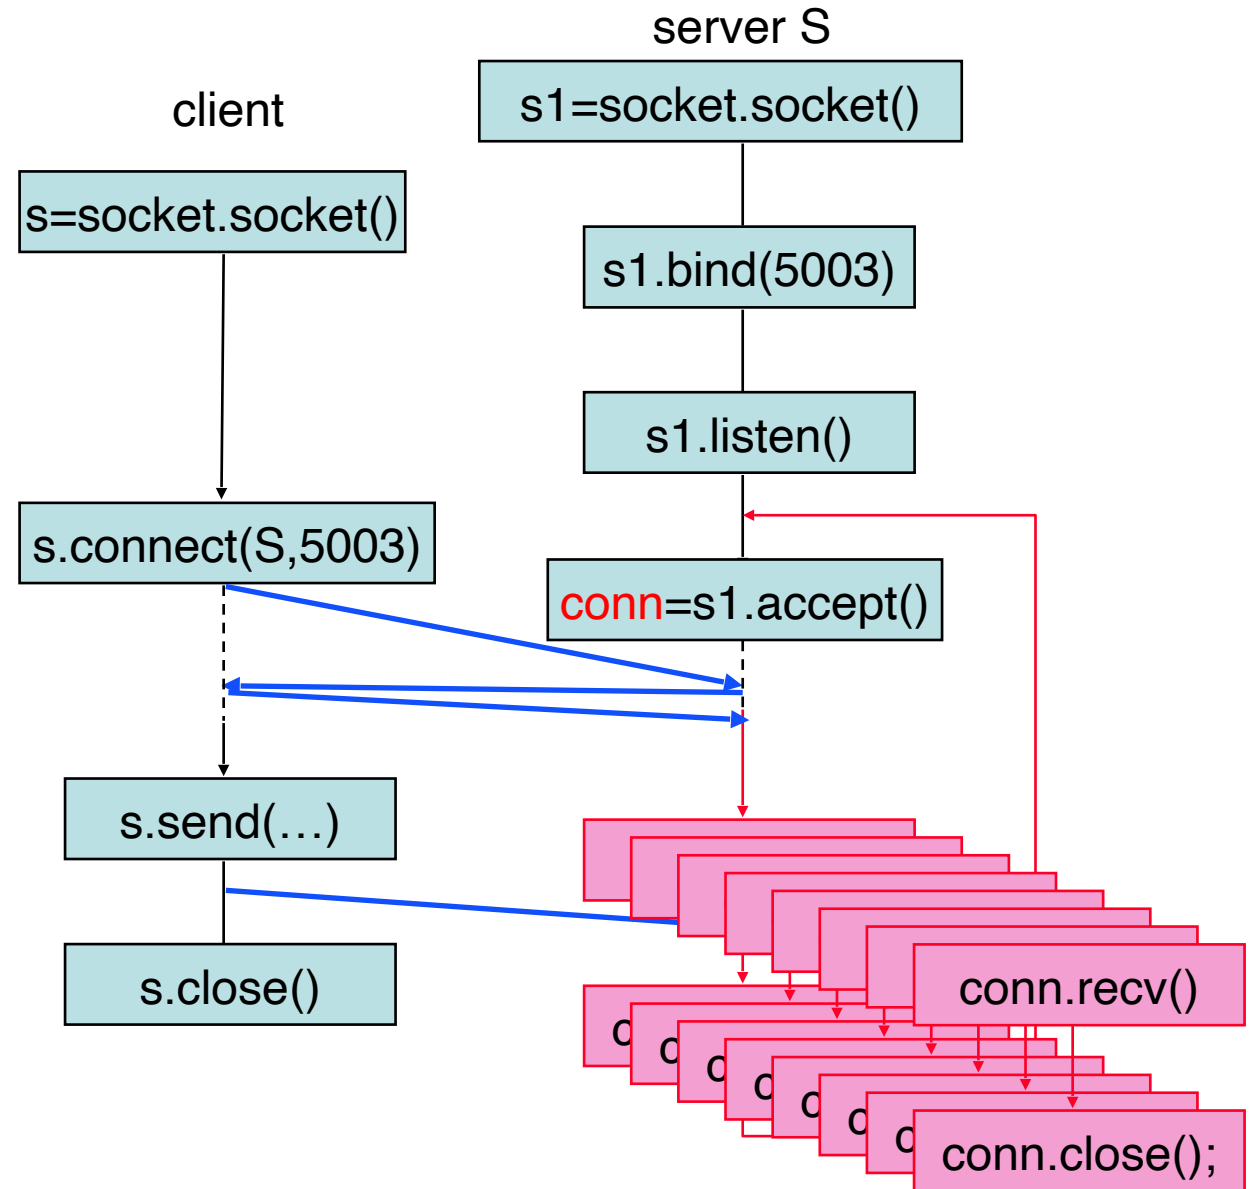 server S
client
s1=socket.socket()
s=socket.socket()
s1.bind(5003)
s1.listen()
s.connect(S,5003)
conn=s1.accept()
s.send(…)
s.close()
conn.recv()
c
c
c
c
c
c
c
conn.close();